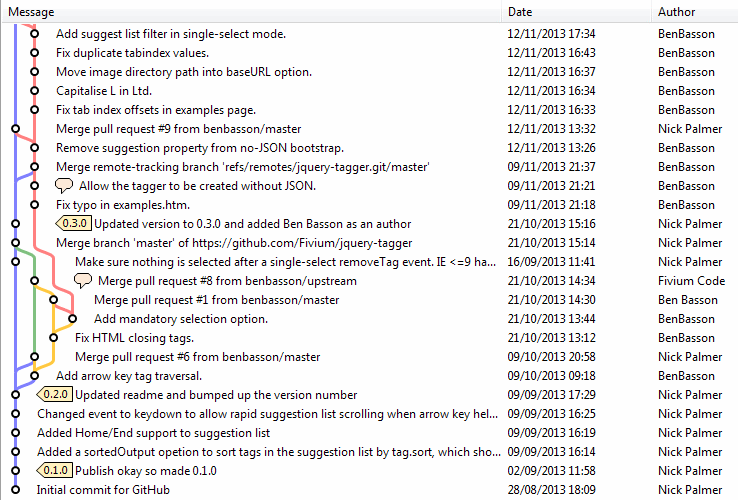 Message Date Author
Add suggest list filter in single-select mode. 12/11/2013 17:34 BenBasson
Fix duplicate tabindex values. 12/11/2013 16:43 BenBasson
Move image directory path into baseURL option. 12/11/2013 16:37 BenBasson
Capitalise L in Ltd. 12/11/2013 16:34 BenBasson
Fix tab index offsets in examples page. 12/11/2013 16:33 BenBasson
Merge pull request #9 from benbasson/master 12/11/2013 13:32 Nick Palmer
Remove suggestion property from no-JSON bootstrap. 12/11/2013 13:26 BenBasson
Merge remote-tracking branch 'refs/remotes/jquery-tagger.git/master' 09/11/2013 21:37 BenBasson
Allow the tagger to be created without JSON. 09/11/2013 21:21 BenBasson
Fix typo in examples.htm. 09/11/2013 21:18 BenBasson
0.3.0 Updated version to 0.3.0 and added Ben Basson as an author 21/10/2013 15:16 Nick Palmer
Merge branch 'master' of https://github.com/Fivium/jquery-tagger 21/10/2013 15:14 Nick Palmer
Make sure nothing is selected after a single-select removeTag event. IE <=9 ha... 16/09/2013 11:41 Nick Palmer
Merge pull request #8 from benbasson/upstream 21/10/2013 14:34 Fivium Code
Merge pull request #1 from benbasson/master 21/10/2013 14:30 Ben Basson
Add mandatory selection option. 21/10/2013 13:44 BenBasson
Fix HTML closing tags. 21/10/2013 13:12 BenBasson
Merge pull request #6 from benbasson/master 09/10/2013 20:58 Nick Palmer
Add arrow key tag traversal. 09/10/2013 09:18 BenBasson
0.2.0 Updated readme and bumped up the version number 09/09/2013 17:29 Nick Palmer
Changed event to keydown to allow rapid suggestion list scrolling when arrow key hel... 09/09/2013 16:25 Nick Palmer
Added Home/End support to suggestion list 09/09/2013 16:19 Nick Palmer
Added a sortedOutput opetion to sort tags in the suggestion list by tag.sort, which sho... 09/09/2013 16:14 Nick Palmer
0.1.0 Publish okay so made 0.1.0 02/09/2013 11:58 Nick Palmer
Initial commit for GitHub 28/08/2013 18:09 Nick Palmer